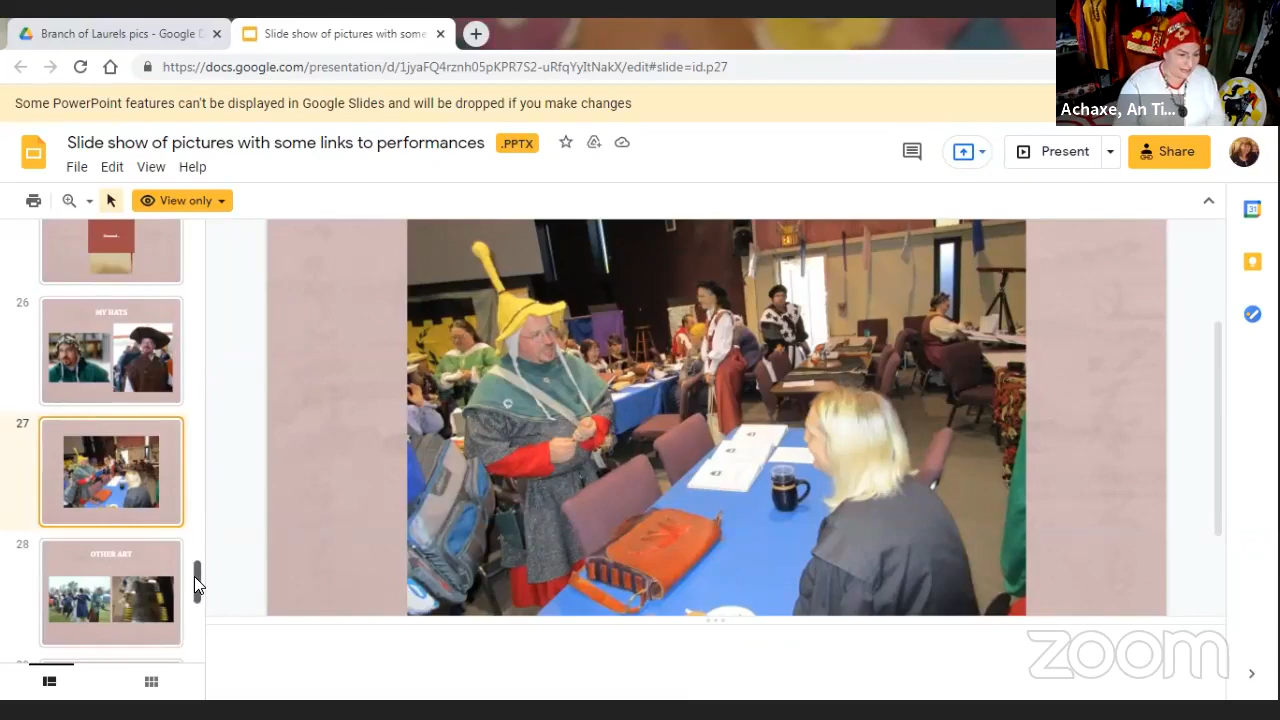 Branch of Laurels pics - Google D
Slide show of pictures with some
https://docs.google.com/presentation/d/1jyaFQ4rznh05pKPR7S2-uRfqYyItNakX/edit#slide=id.p27
Achaxe, An Ti...
Some PowerPoint features can't be displayed in Google Slides and will be dropped if you make changes
Slide show of pictures with some links to performances .PPTX
Present
Share
File Edit View Help
View only
31
26
MY HATS
27
28
OTHER ART
zoom